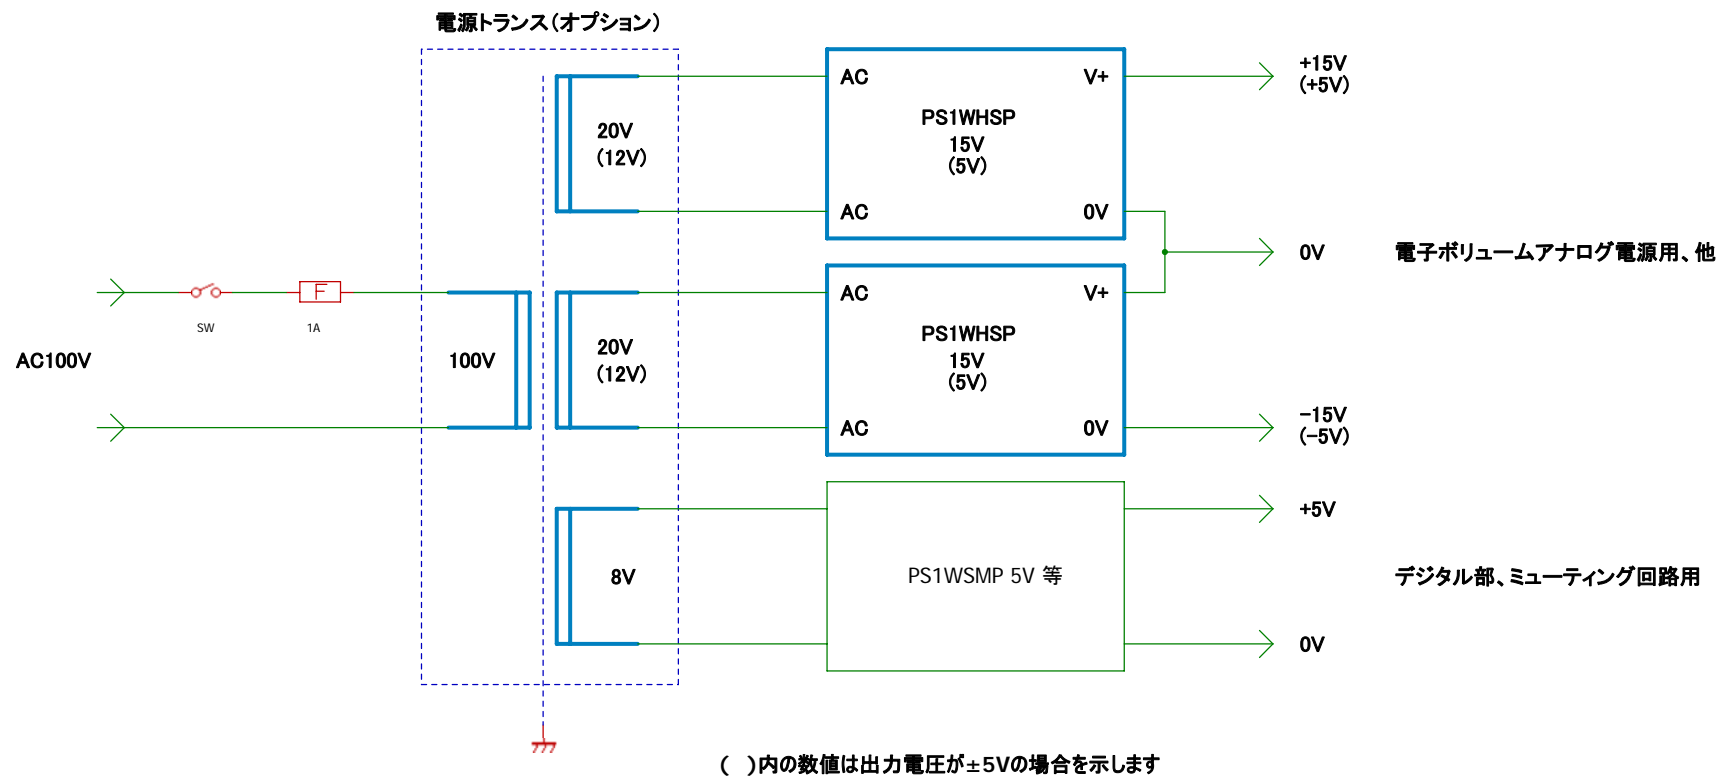 電源トランス（オプション）
AC
V+
+15V
(+5V)
20V
(12V)
PS1WHSP
15V
(5V)
AC
0V
0V
電子ボリュームアナログ電源用、他
AC
V+
F
SW
1A
AC100V
100V
20V
(12V)
PS1WHSP
15V
(5V)
AC
0V
-15V
(-5V)
+5V
8V
PS1WSMP 5V 等
デジタル部、ミューティング回路用
0V
(　)内の数値は出力電圧が±5Vの場合を示します